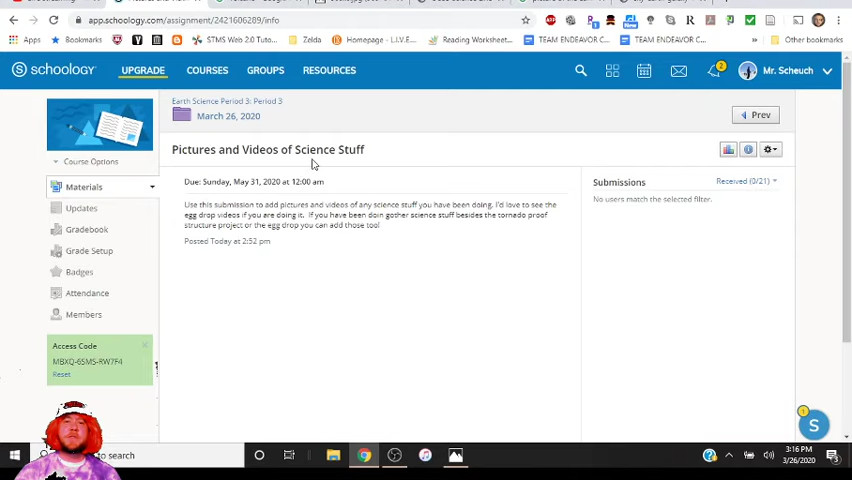 app.schoology.com/assignment/2421606289/info
Apps
Bookmarks
STMS Web 2.0 Tutor...
Zelda
Homepage - L.I.V.E...
Reading Worksheet...
TEAM ENDEAVOR C...
TEAM ENDEAVOR C...
Other bookmarks
S schoology
UPGRADE
COURSES
GROUPS
RESOURCES
2
Mr. Scheuch
Earth Science Period 3: Period 3
March 26, 2020
Prev
Course Options
Pictures and Videos of Science Stuff
Materials
Updates
Gradebook
Grade Setup
Badges
Attendance
Members
Due: Sunday, May 31, 2020 at 12:00 am
Use this submission to add pictures and videos of any science stuff you have been doing. I'd love to see the
egg drop videos if you are doing it. If you have been doin gother science stuff besides the tornado proof
structure project or the egg drop you can add those too!
Posted Today at 2:52 pm
Submissions
Received (0/21)
No users match the selected filter.
Access Code
MBXQ-6SMS-RW7F4
Reset
1
S
to search
3:16 PM
3/26/2020
3